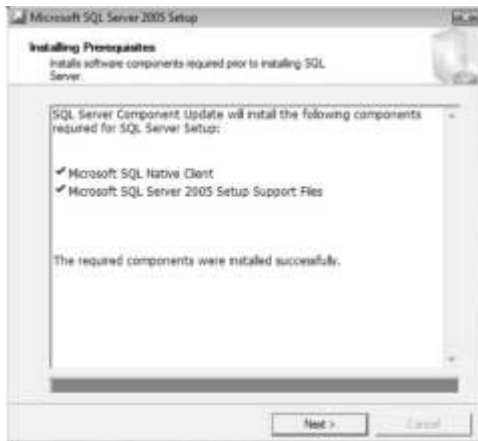 Microsoft SQL Server 2005 Setup
Installing Prerequisites
Installs software components required prior to installing SQL
Server.
SQL Server Component Update will install the following components
required for SQL Server Setup:
✔ Microsoft SQL Native Client
✔ Microsoft SQL Server 2005 Setup Support Files
The required components were installed successfully.
Next >
Cancel